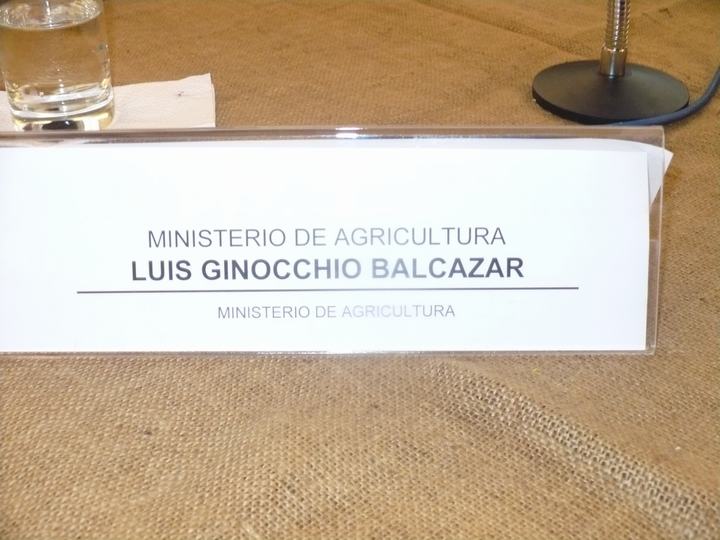 MINISTERIO DE AGRICULTURA
LUIS GINOCCHIO BALCAZAR
MINISTERIO DE AGRICULTURA